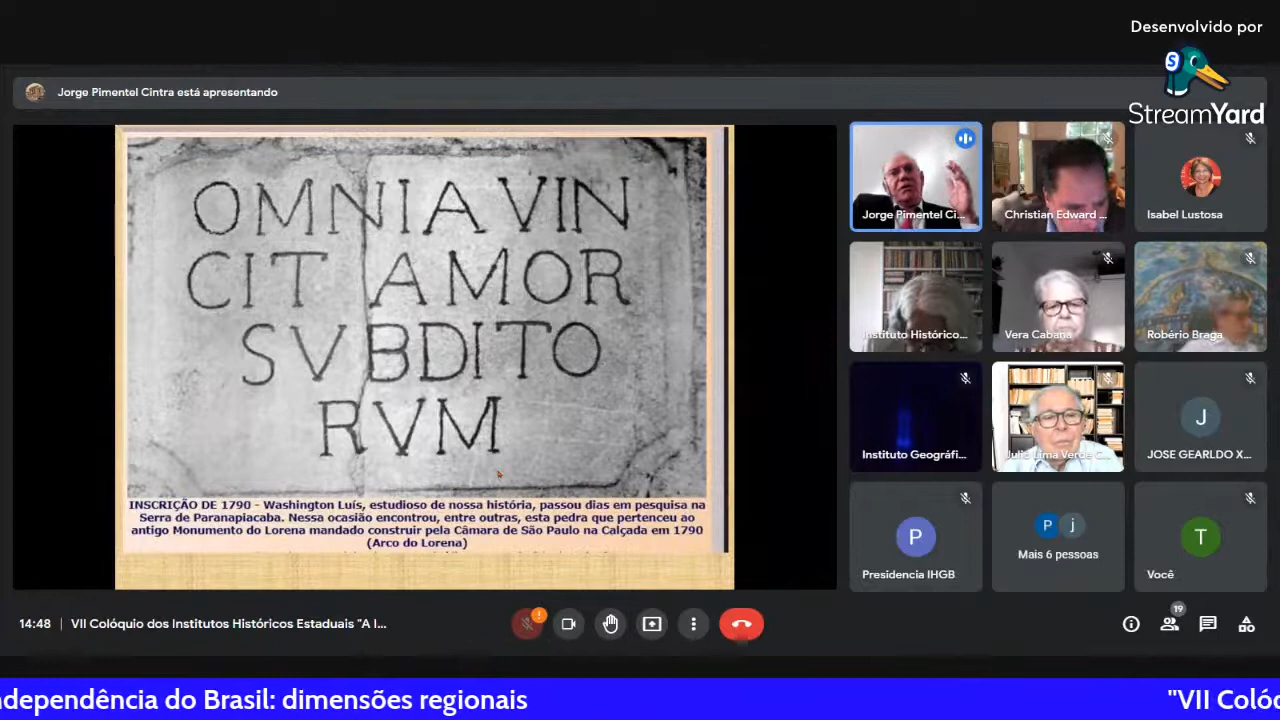 Desenvolvido por
StreamYard
Jorge Pimentel Cintra está apresentando
OMNIA VIN
CIT AMOR
SVBDITO
RVM
INSCRIÇÃO DE 1790 - Washington Luís, estudioso de nossa história, passou dias em pesquisa na
Serra de Paranapiacaba. Nessa ocasião encontrou, entre outras, esta pedra que pertenceu ao
antigo Monumento do Lorena mandado construir pela Câmara de São Paulo na Calçada em 1790
(Arco do Lorena)
Jorge Pimentel Ci...
Christian Edward ...
Isabel Lustosa
Instituto Histórico...
Vera Cabana
Robério Braga
Instituto Geográfi...
Julio Lima Verde C...
J
JOSE GEARLDO X...
P
Presidencia IHGB
P j
Mais 6 pessoas
T
Você
14:48 | VII Colóquio dos Institutos Históricos Estaduais "A I...
19
ndependência do Brasil: dimensões regionais
"VII Colóc